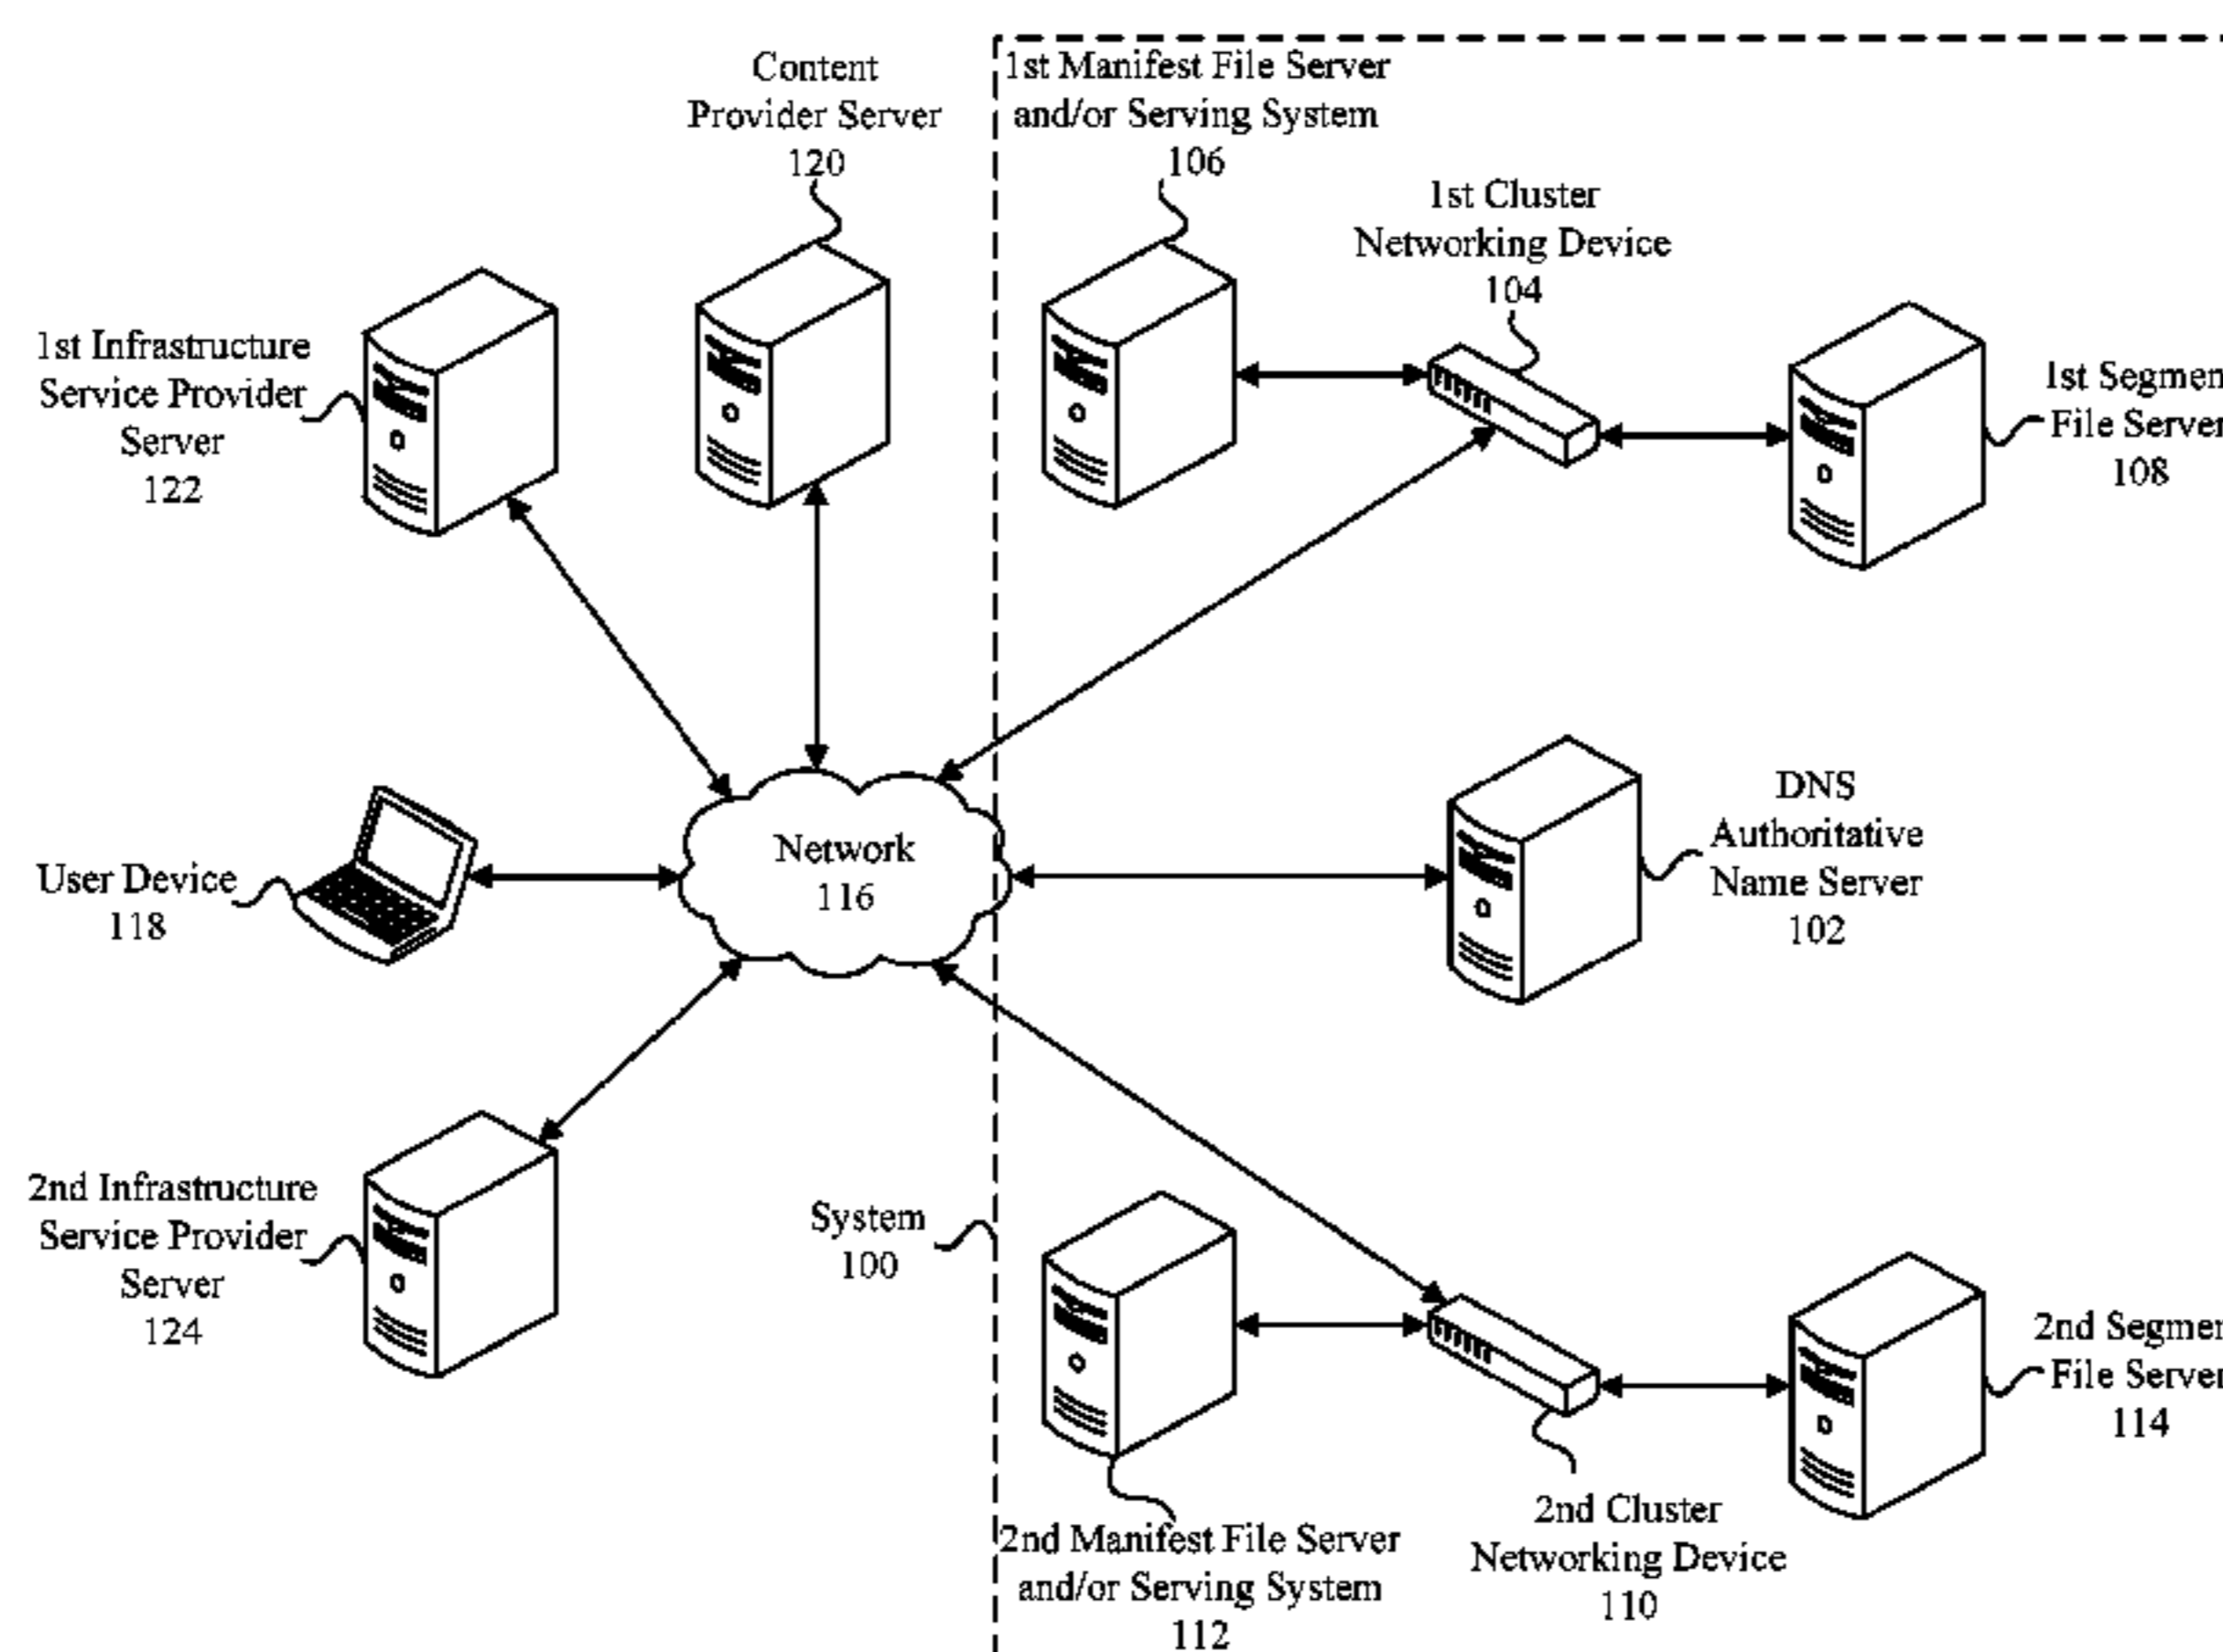 Content
Provider Server
120
1st Manifest File Server
and/or Serving System
106
1st Cluster
Networking Device
104
1st Infrastructure
Service Provider
Server
122
1st Segmen
File Server
108
DNS
Authoritative
Name Server
102
Network
116
User Device
118
2nd Infrastructure
Service Provider
Server
124
System
100
2nd Segmen
File Server
114
2nd Cluster
Networking Device
110
2nd Manifest File Server
and/or Serving System
112